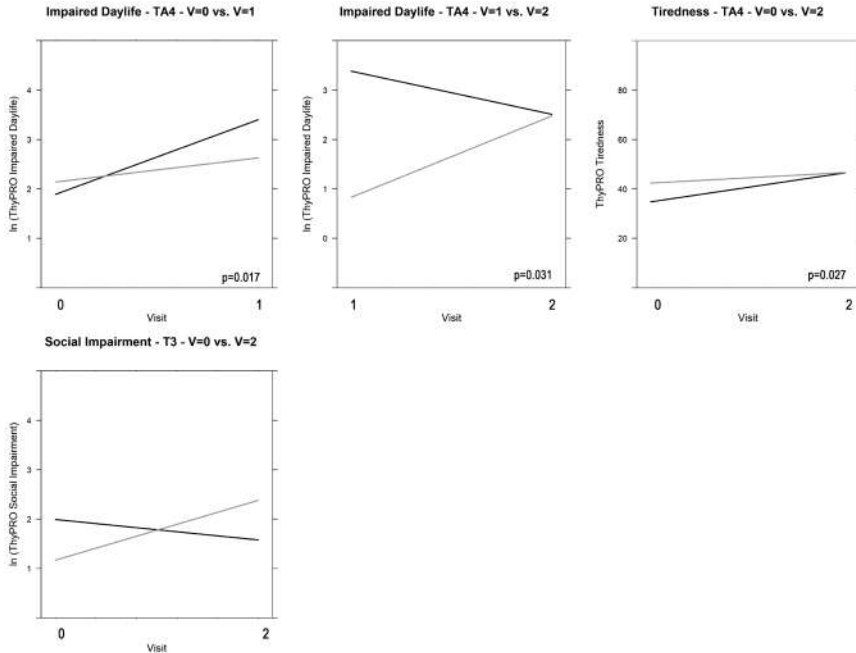 Impaired Daylife - TA4 - V=0 vs. V=1
ln (ThyPRO Impaired Daylife)
4
3
2
1
p=0.017
0 1
Visit
Impaired Daylife - TA4 - V=1 vs. V=2
ln (ThyPRO Impaired Daylife)
3
2
1
0
p=0.031
1 2
Visit
Tiredness - TA4 - V=0 vs. V=2
ThyPRO Tiredness
80
60
40
20
p=0.027
0 2
Visit
Social Impairment - T3 - V=0 vs. V=2
ln (ThyPRO Social Impairment)
4
3
2
1
0 2
Visit